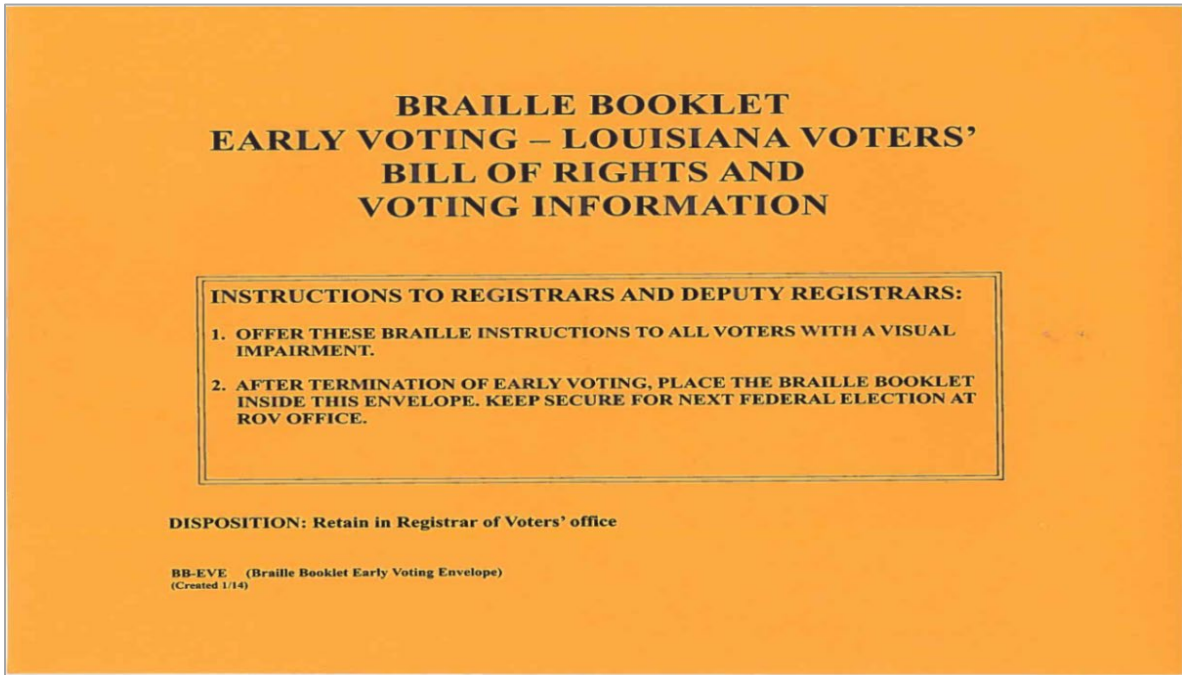 BRAILLE BOOKLET
EARLY VOTING – LOUISIANA VOTERS’
BILL OF RIGHTS AND
VOTING INFORMATION
INSTRUCTIONS TO REGISTRARS AND DEPUTY REGISTRARS:
1. OFFER THESE BRAILLE INSTRUCTIONS TO ALL VOTERS WITH A VISUAL
IMPAIRMENT.
2. AFTER TERMINATION OF EARLY VOTING, PLACE THE BRAILLE BOOKLET
INSIDE THIS ENVELOPE. KEEP SECURE FOR NEXT FEDERAL ELECTION AT
ROV OFFICE.
DISPOSITION: Retain in Registrar of Voters’ office
BB-EVE (Braille Booklet Early Voting Envelope)
(Created 1/14)